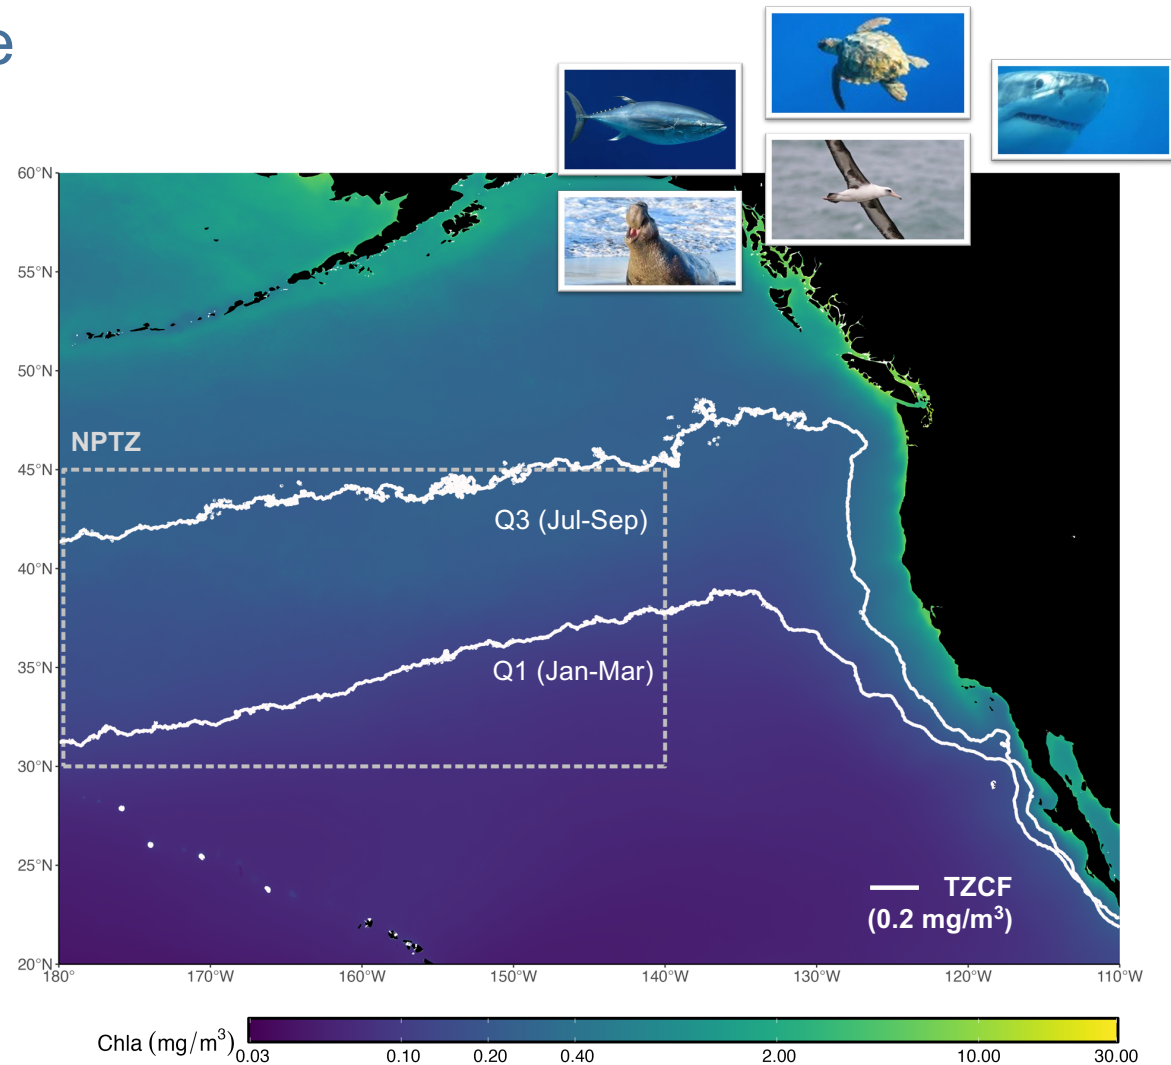 e
60°N
55°N
50°N
45°N
40°N
35°N
30°N
25°N
20°N
NPTZ
Q3 (Jul-Sep)
Q1 (Jan-Mar)
TZCF
(0.2 mg/m³)
180 170°W 160°W 150°W 140°W 130°W 120°W 110°W
Chla (mg/m³)
0.03 0.10 0.20 0.40 2.00 10.00 30.00